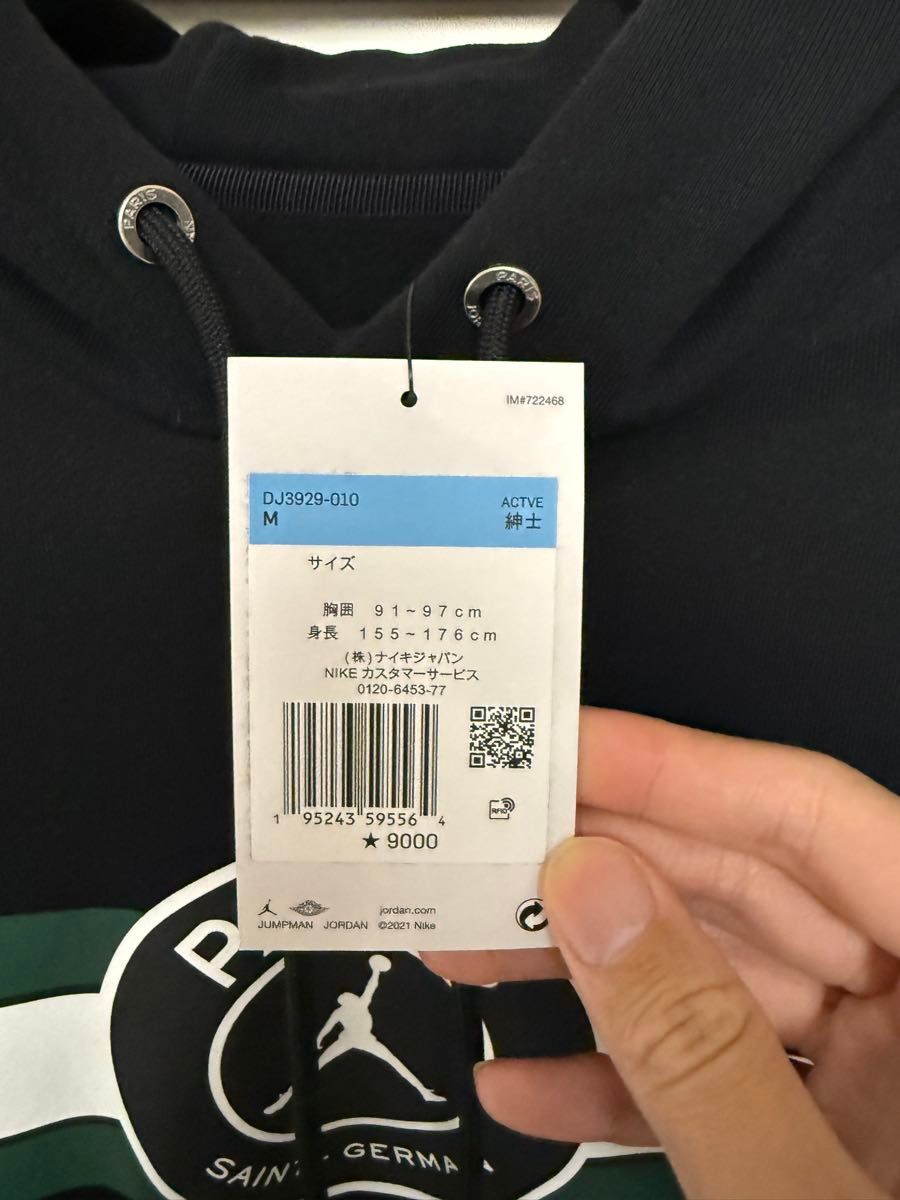 PARIS
PARIS
IM#722468
DJ3929-010
M
ACTVE
紳士
サイズ
胸囲 91~97cm
身長 155~176cm
(株)ナイキジャパン
NIKE カスタマーサービス
0120-6453-77
1 95243 59556 4
★ 9000
jordan.com
JUMPMAN JORDAN ©2021 Nike